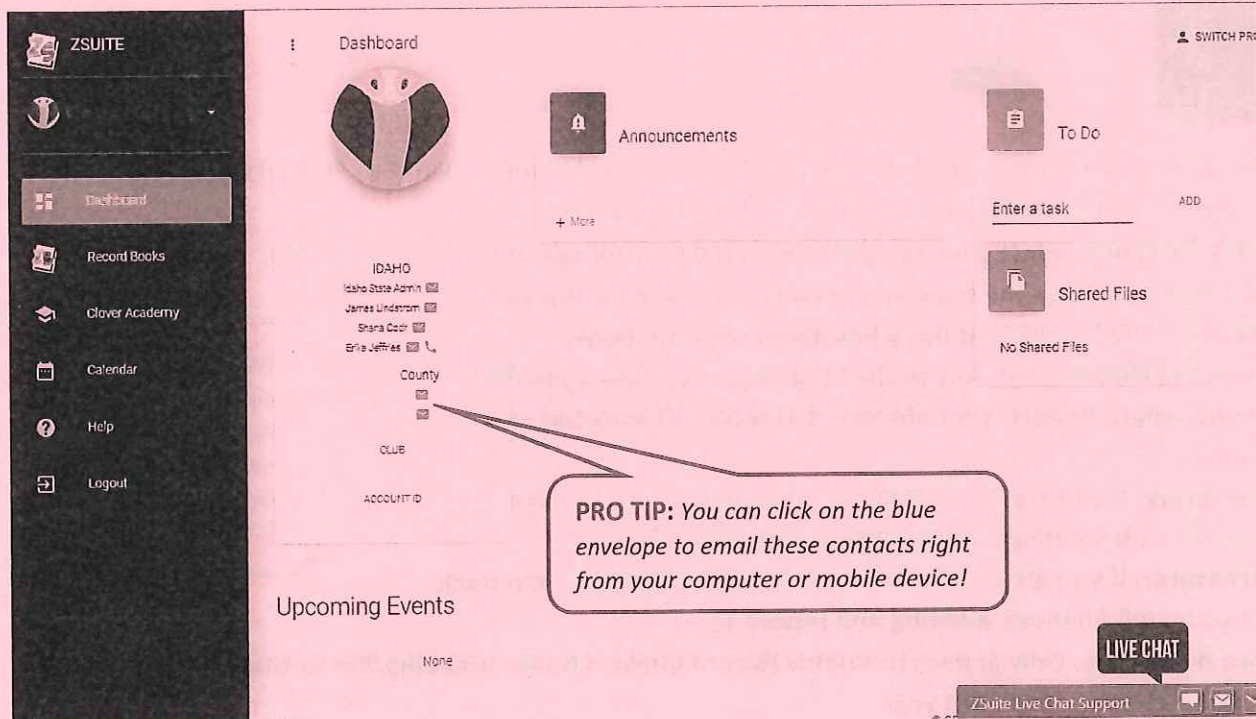 ZSUITE
Dashboard
SWITCH PRO
Announcements
To Do
Dashboard
+ More
Enter a task
ADD
Record Books
IDAHO
Idaho State Admin
Shared Files
Clover Academy
James Lindstrom
Shana
Erika Jeffries
No Shared Files
Calendar
County
Help
CLUB
Logout
ACCOUNT ID
PRO TIP: You can click on the blue
envelope to email these contacts right
from your computer or mobile device!
Upcoming Events
None
LIVE CHAT
ZSuite Live Chat Support